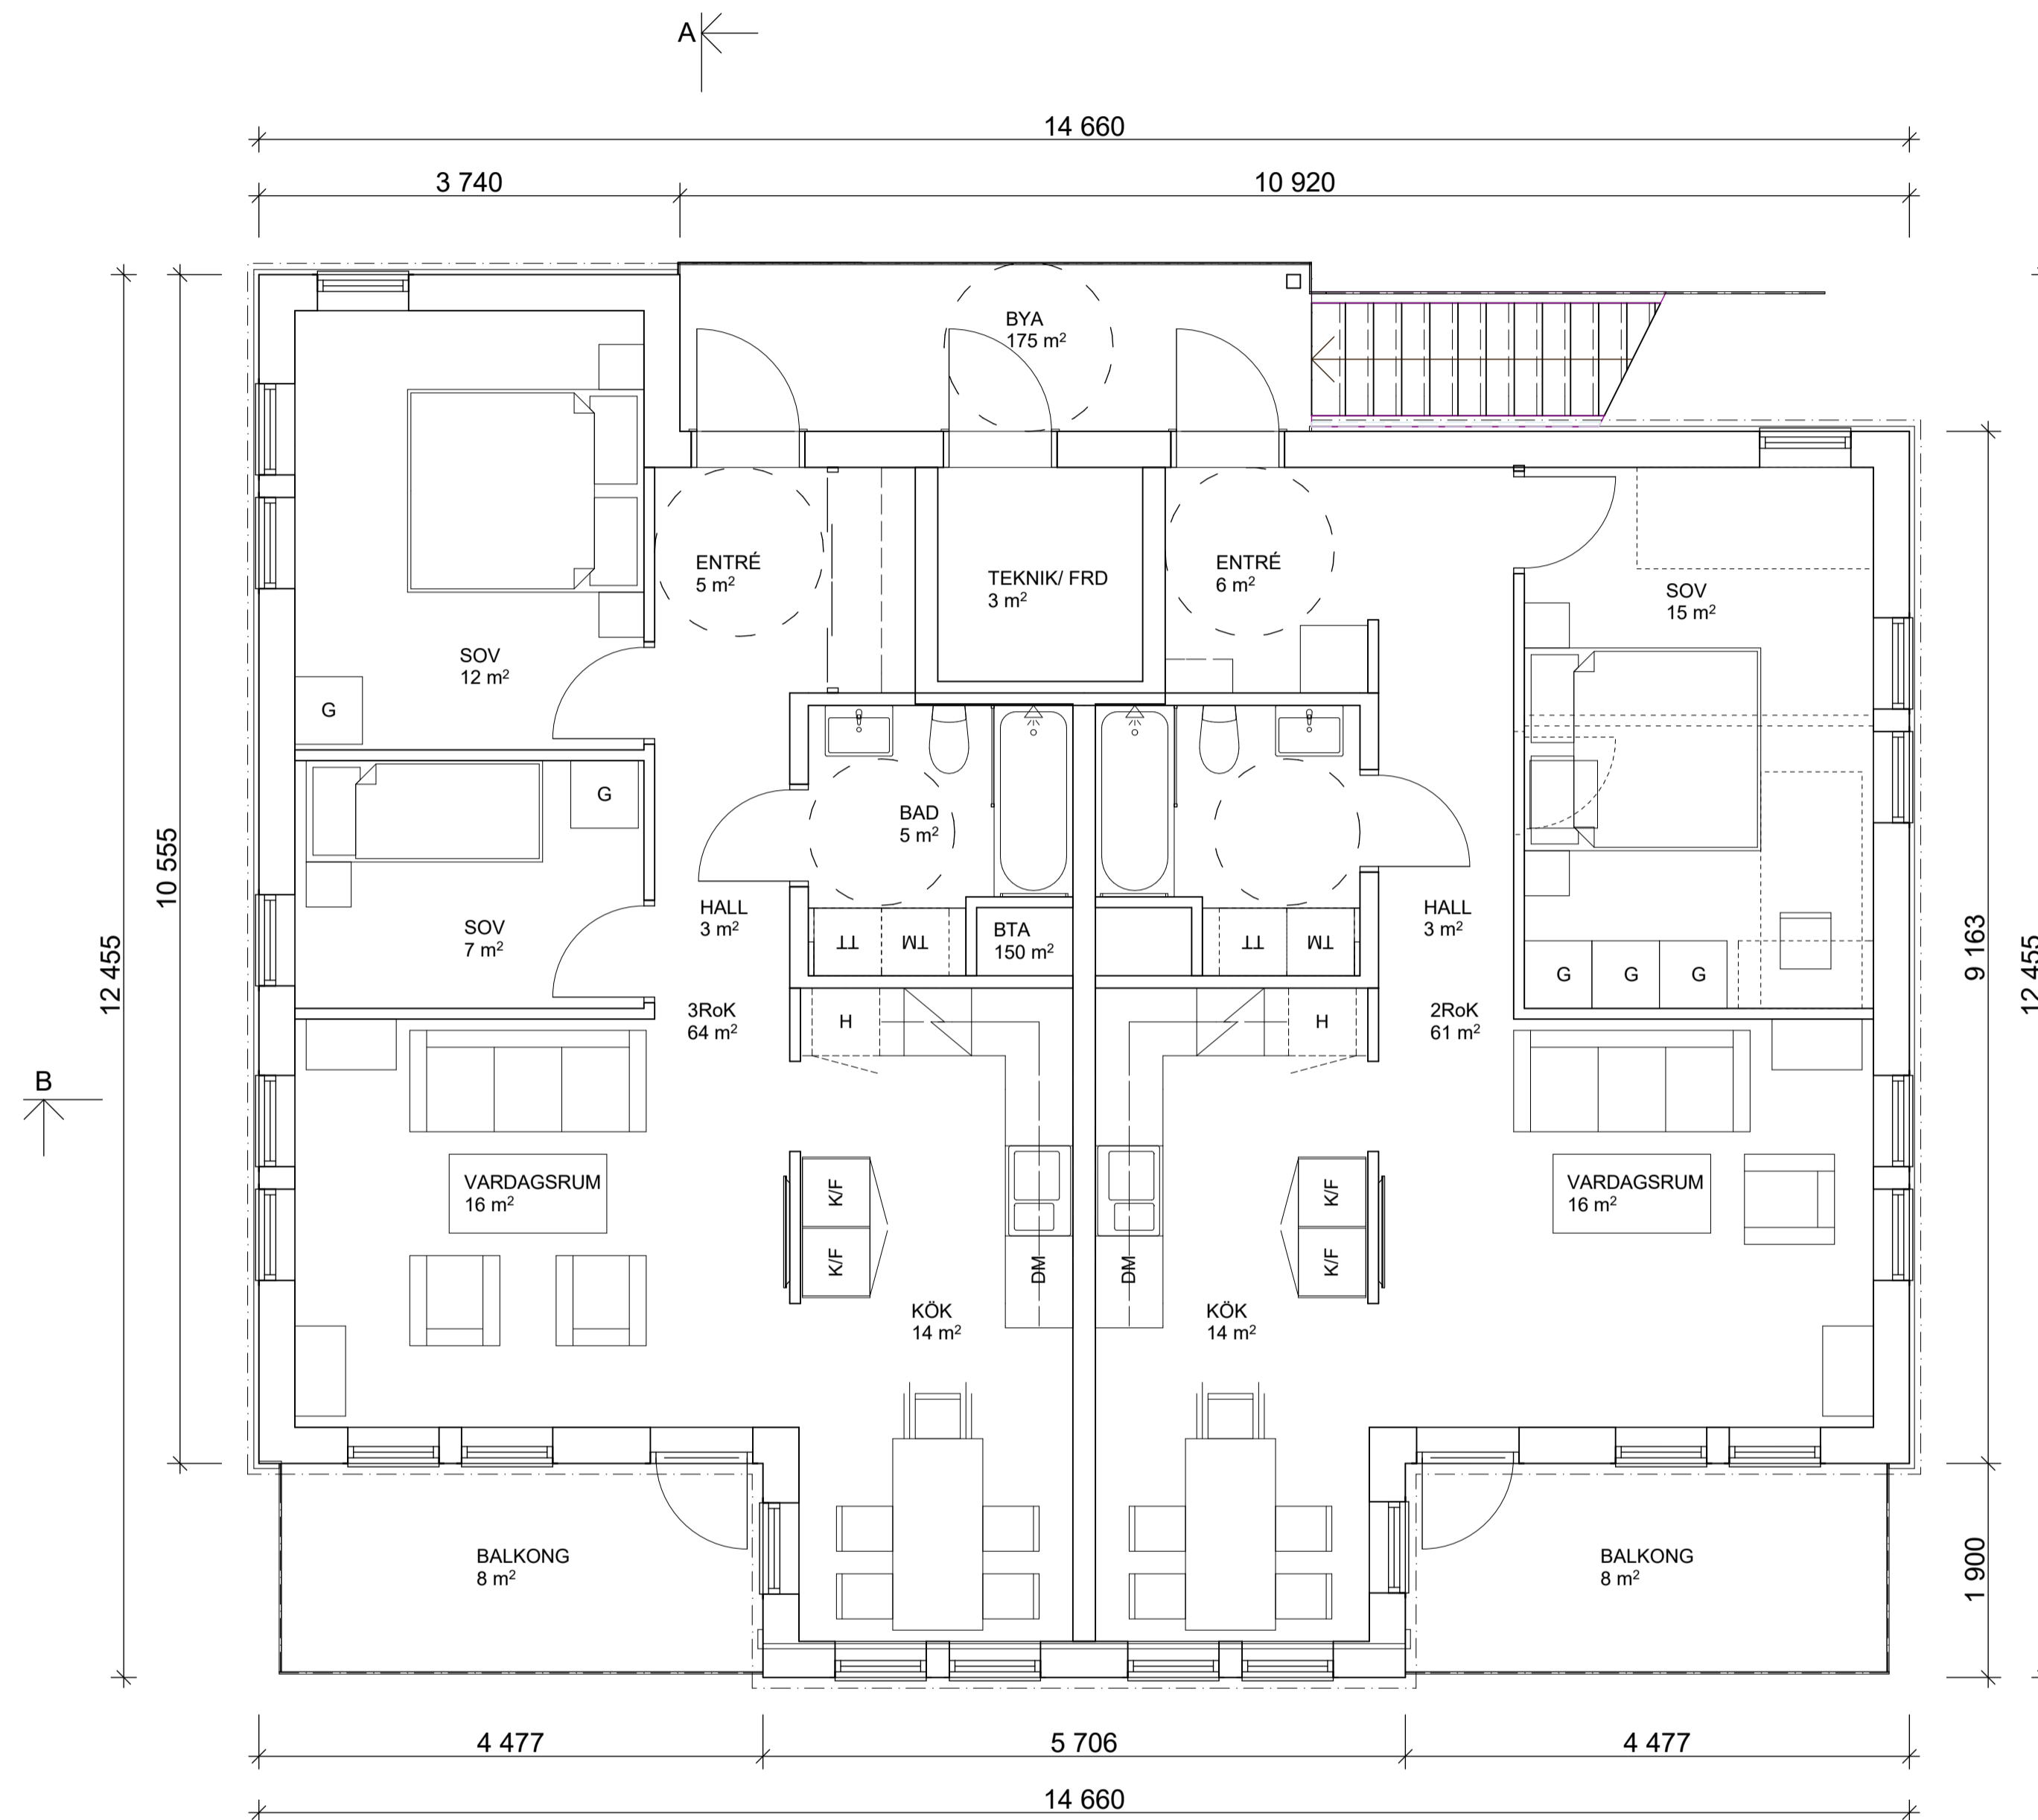 A
14 660
3 740
10 920
BYA
175 m²
ENTRÉ
5 m²
TEKNIK/ FRD
3 m²
ENTRÉ
6 m²
SOV
15 m²
SOV
12 m²
G
G
BAD
5 m²
10 555
12 455
HALL
3 m²
HALL
3 m²
SOV
7 m²
BTA
150 m²
TT
TM
TT
TM
G
G
G
9 163
12 455
3RoK
64 m²
2RoK
61 m²
H
H
B
VARDAGSRUM
16 m²
K/F
K/F
K/F
K/F
VARDAGSRUM
16 m²
DM
DM
KÖK
14 m²
KÖK
14 m²
BALKONG
8 m²
BALKONG
8 m²
1 900
4 477
5 706
4 477
14 660